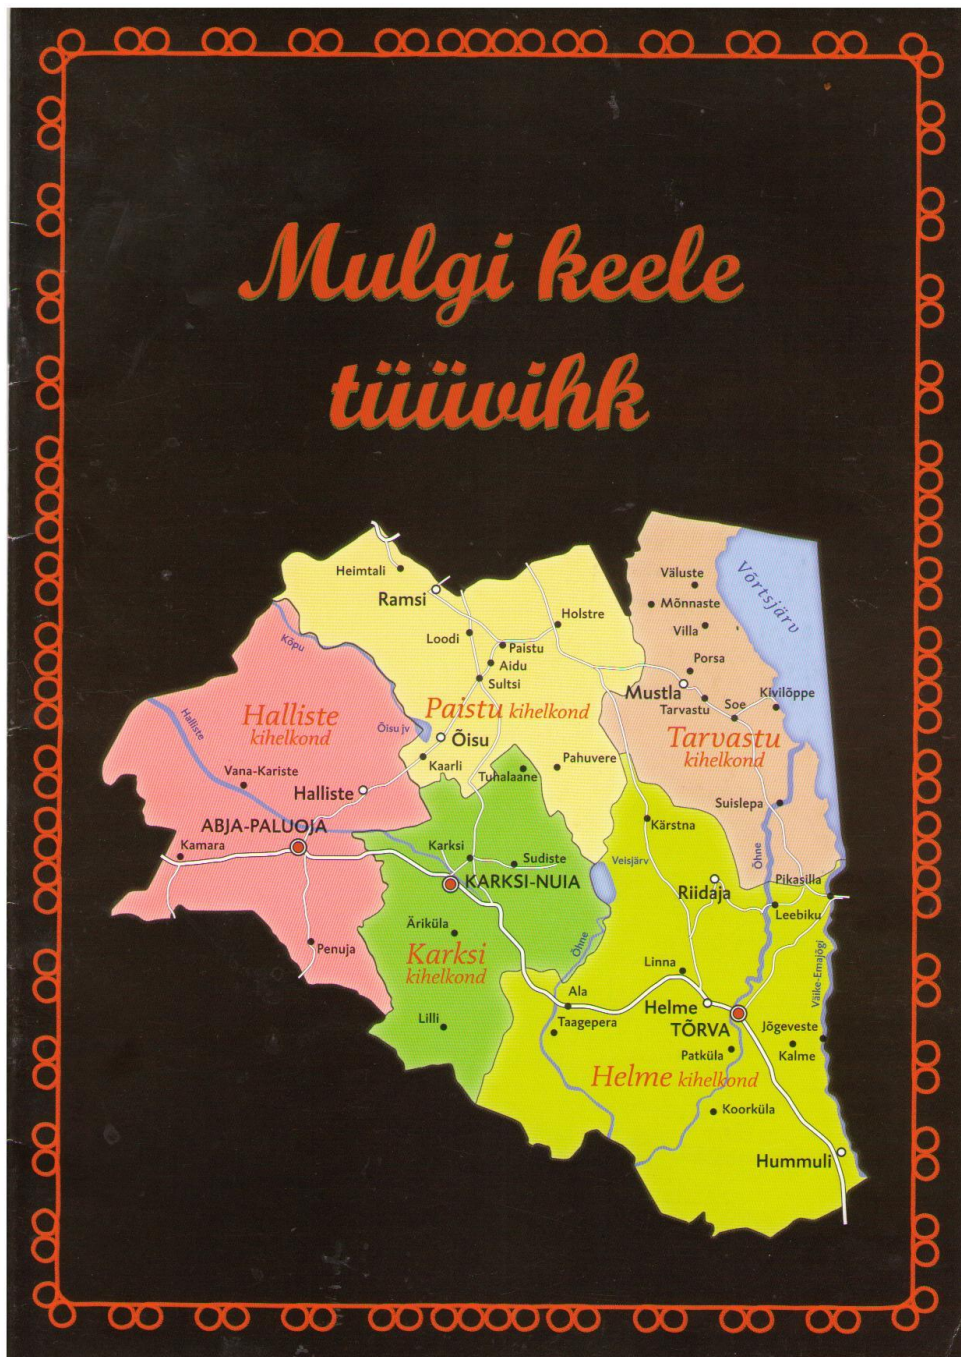 Mulgi keele
tüüvihk
Heimtali
Ramsi
Loodi
Holstre
Paistu
Aidu
Sultsi
Paistu kihelkond
Õisu jv
Õisu
Kaarli
Tuhalaane
Pahuvere
Väluste
Mõnnaste
Villa
Porsa
Mustla
Tarvastu
Soe
Kivilõppe
Tarvastu
kihelkond
Suislepa
Võrtsjärv
Kõpu
Halliste
Halliste
kihelkond
Vana-Kariste
Halliste
ABJA-PALUOJA
Kamara
Penuja
Karksi
Sudiste
KARKSI-NUIA
Äriküla
Karksi
kihelkond
Lilli
Õhne
Veisjärv
Kärstna
Õhne
Riidaja
Pikasilla
Leebiku
Väike-Emajõgi
Linna
Ala
Taagepera
Helme
TÕRVA
Jõgeveste
Kalme
Patküla
Helme kihelkond
Koorküla
Hummuli